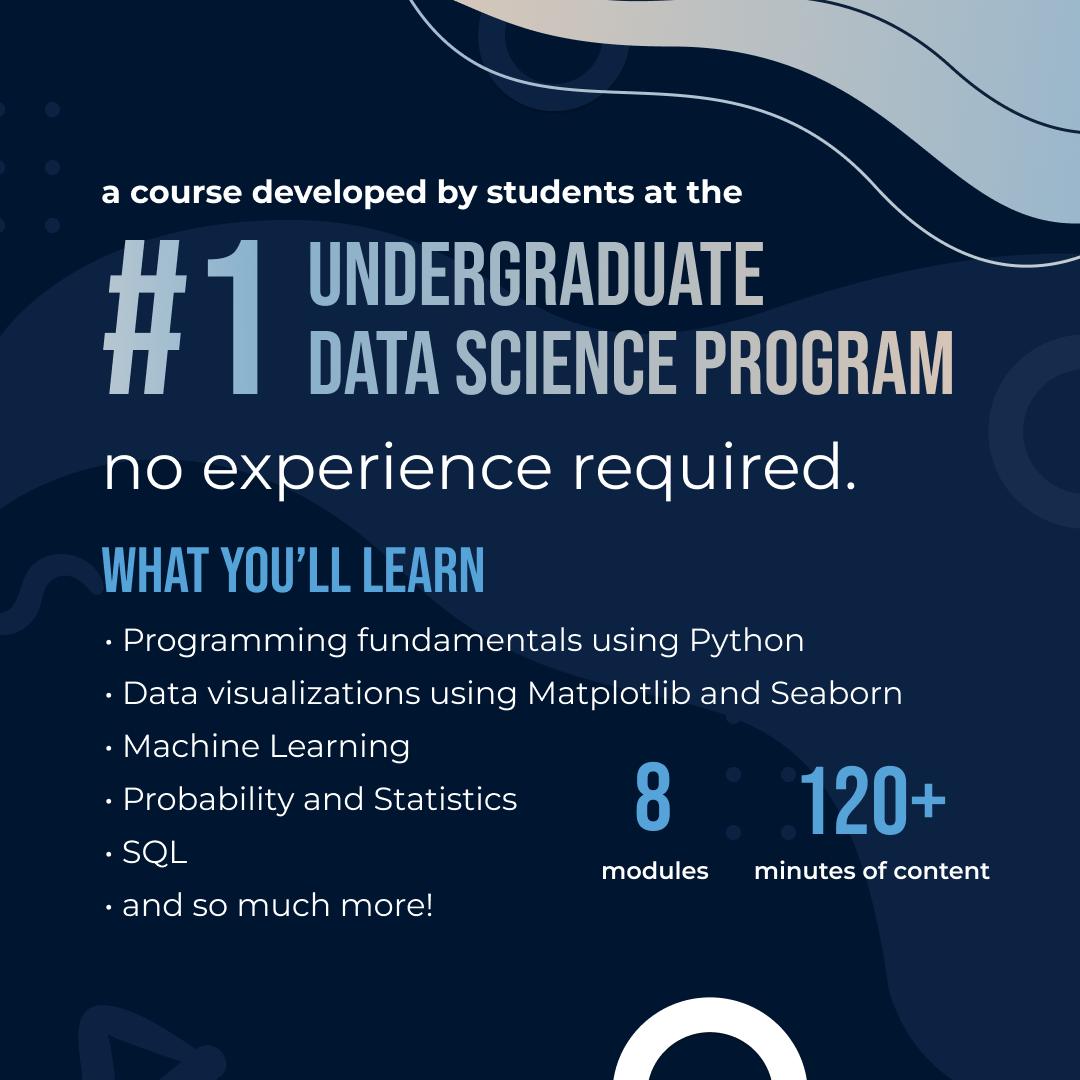 a course developed by students at the
#1 UNDERGRADUATE
DATA SCIENCE PROGRAM
no experience required.
WHAT YOU’LL LEARN
• Programming fundamentals using Python
• Data visualizations using Matplotlib and Seaborn
• Machine Learning
• Probability and Statistics
• SQL
• and so much more!
8
modules
120+
minutes of content